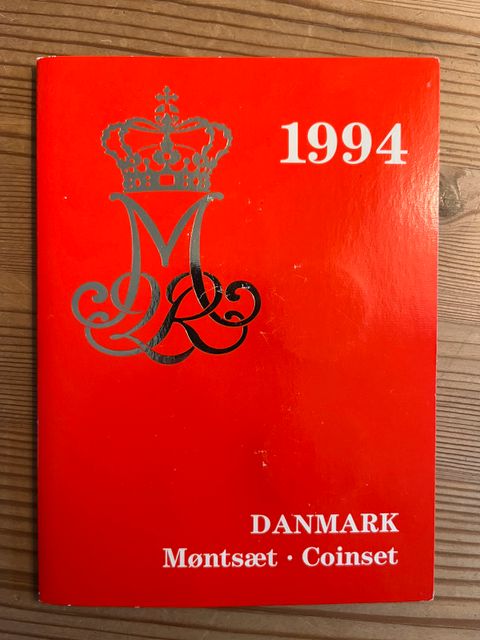 1994
M
R
DANMARK
Møntsæt · Coinset